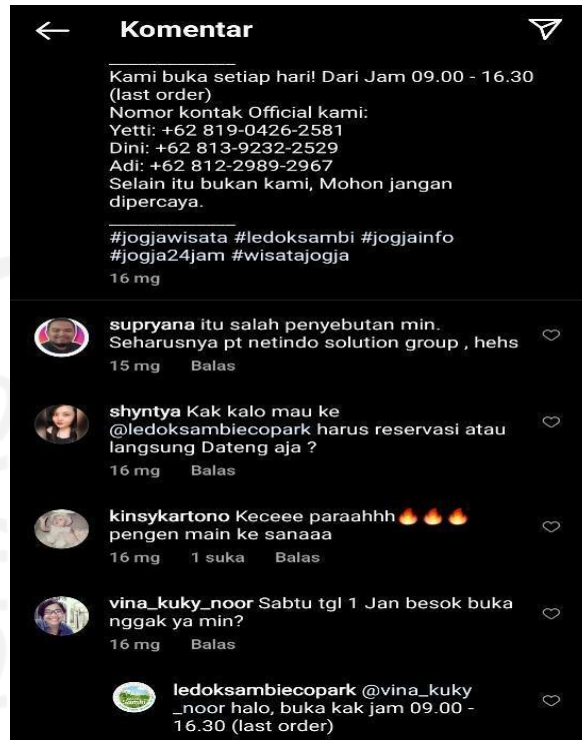 Komentar
Kami buka setiap hari! Dari Jam 09.00 - 16.30
(last order)
Nomor kontak Official kami:
Yetti: +62 819-0426-2581
Dini: +62 813-9232-2529
Adi: +62 812-2989-2967
Selain itu bukan kami, Mohon jangan
dipercaya.
#jogjawisata #ledoksambi #jogjainfo
#jogja24jam #wisatajogja
16 mg
supryana itu salah penyebutan min.
Seharusnya pt netindo solution group , hehs
15 mg Balas
shyntya Kak kalo mau ke
@ledoksambiecopark harus reservasi atau
langsung Dateng aja ?
16 mg Balas
kinsykartono Keceee paraahhh🔥🔥🔥
pengen main ke sanaaa
16 mg 1 suka Balas
vina_kuky_noor Sabtu tgl 1 Jan besok buka
nggak ya min?
16 mg Balas
ledoksambiecopark @vina_kuky
_noor halo, buka kak jam 09.00 -
16.30 (last order)